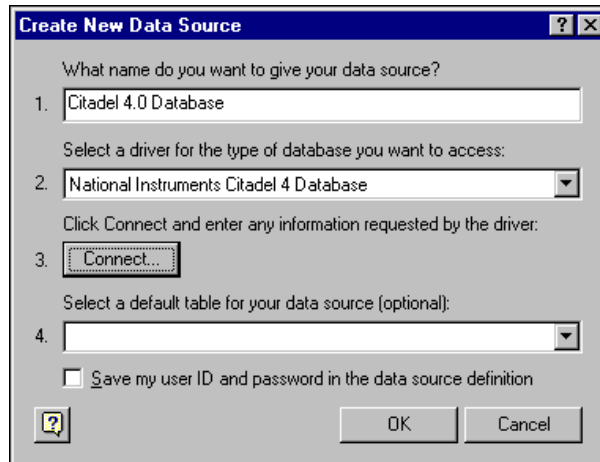 Create New Data Source
What name do you want to give your data source?
1. Citadel 4.0 Database
Select a driver for the type of database you want to access:
2. National Instruments Citadel 4 Database
Click Connect and enter any information requested by the driver:
3. Connect...
Select a default table for your data source (optional):
4.
Save my user ID and password in the data source definition
OK Cancel